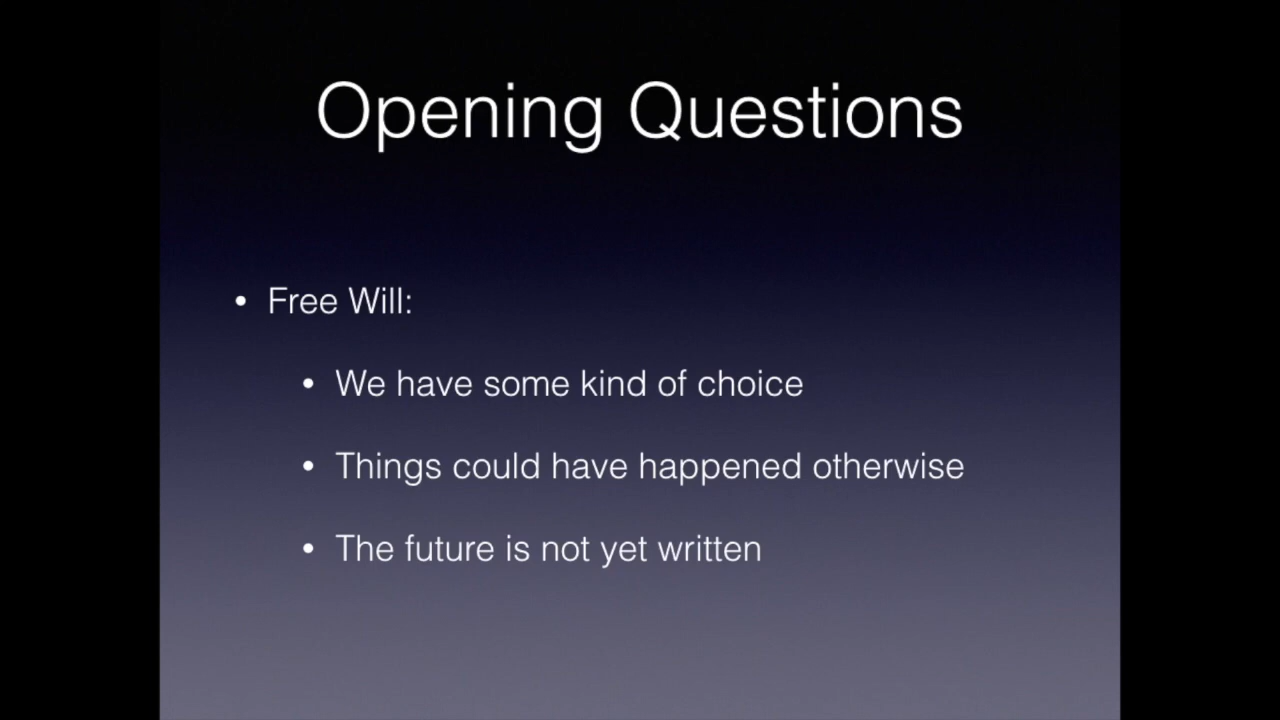 Opening Questions
• Free Will:
• We have some kind of choice
• Things could have happened otherwise
• The future is not yet written